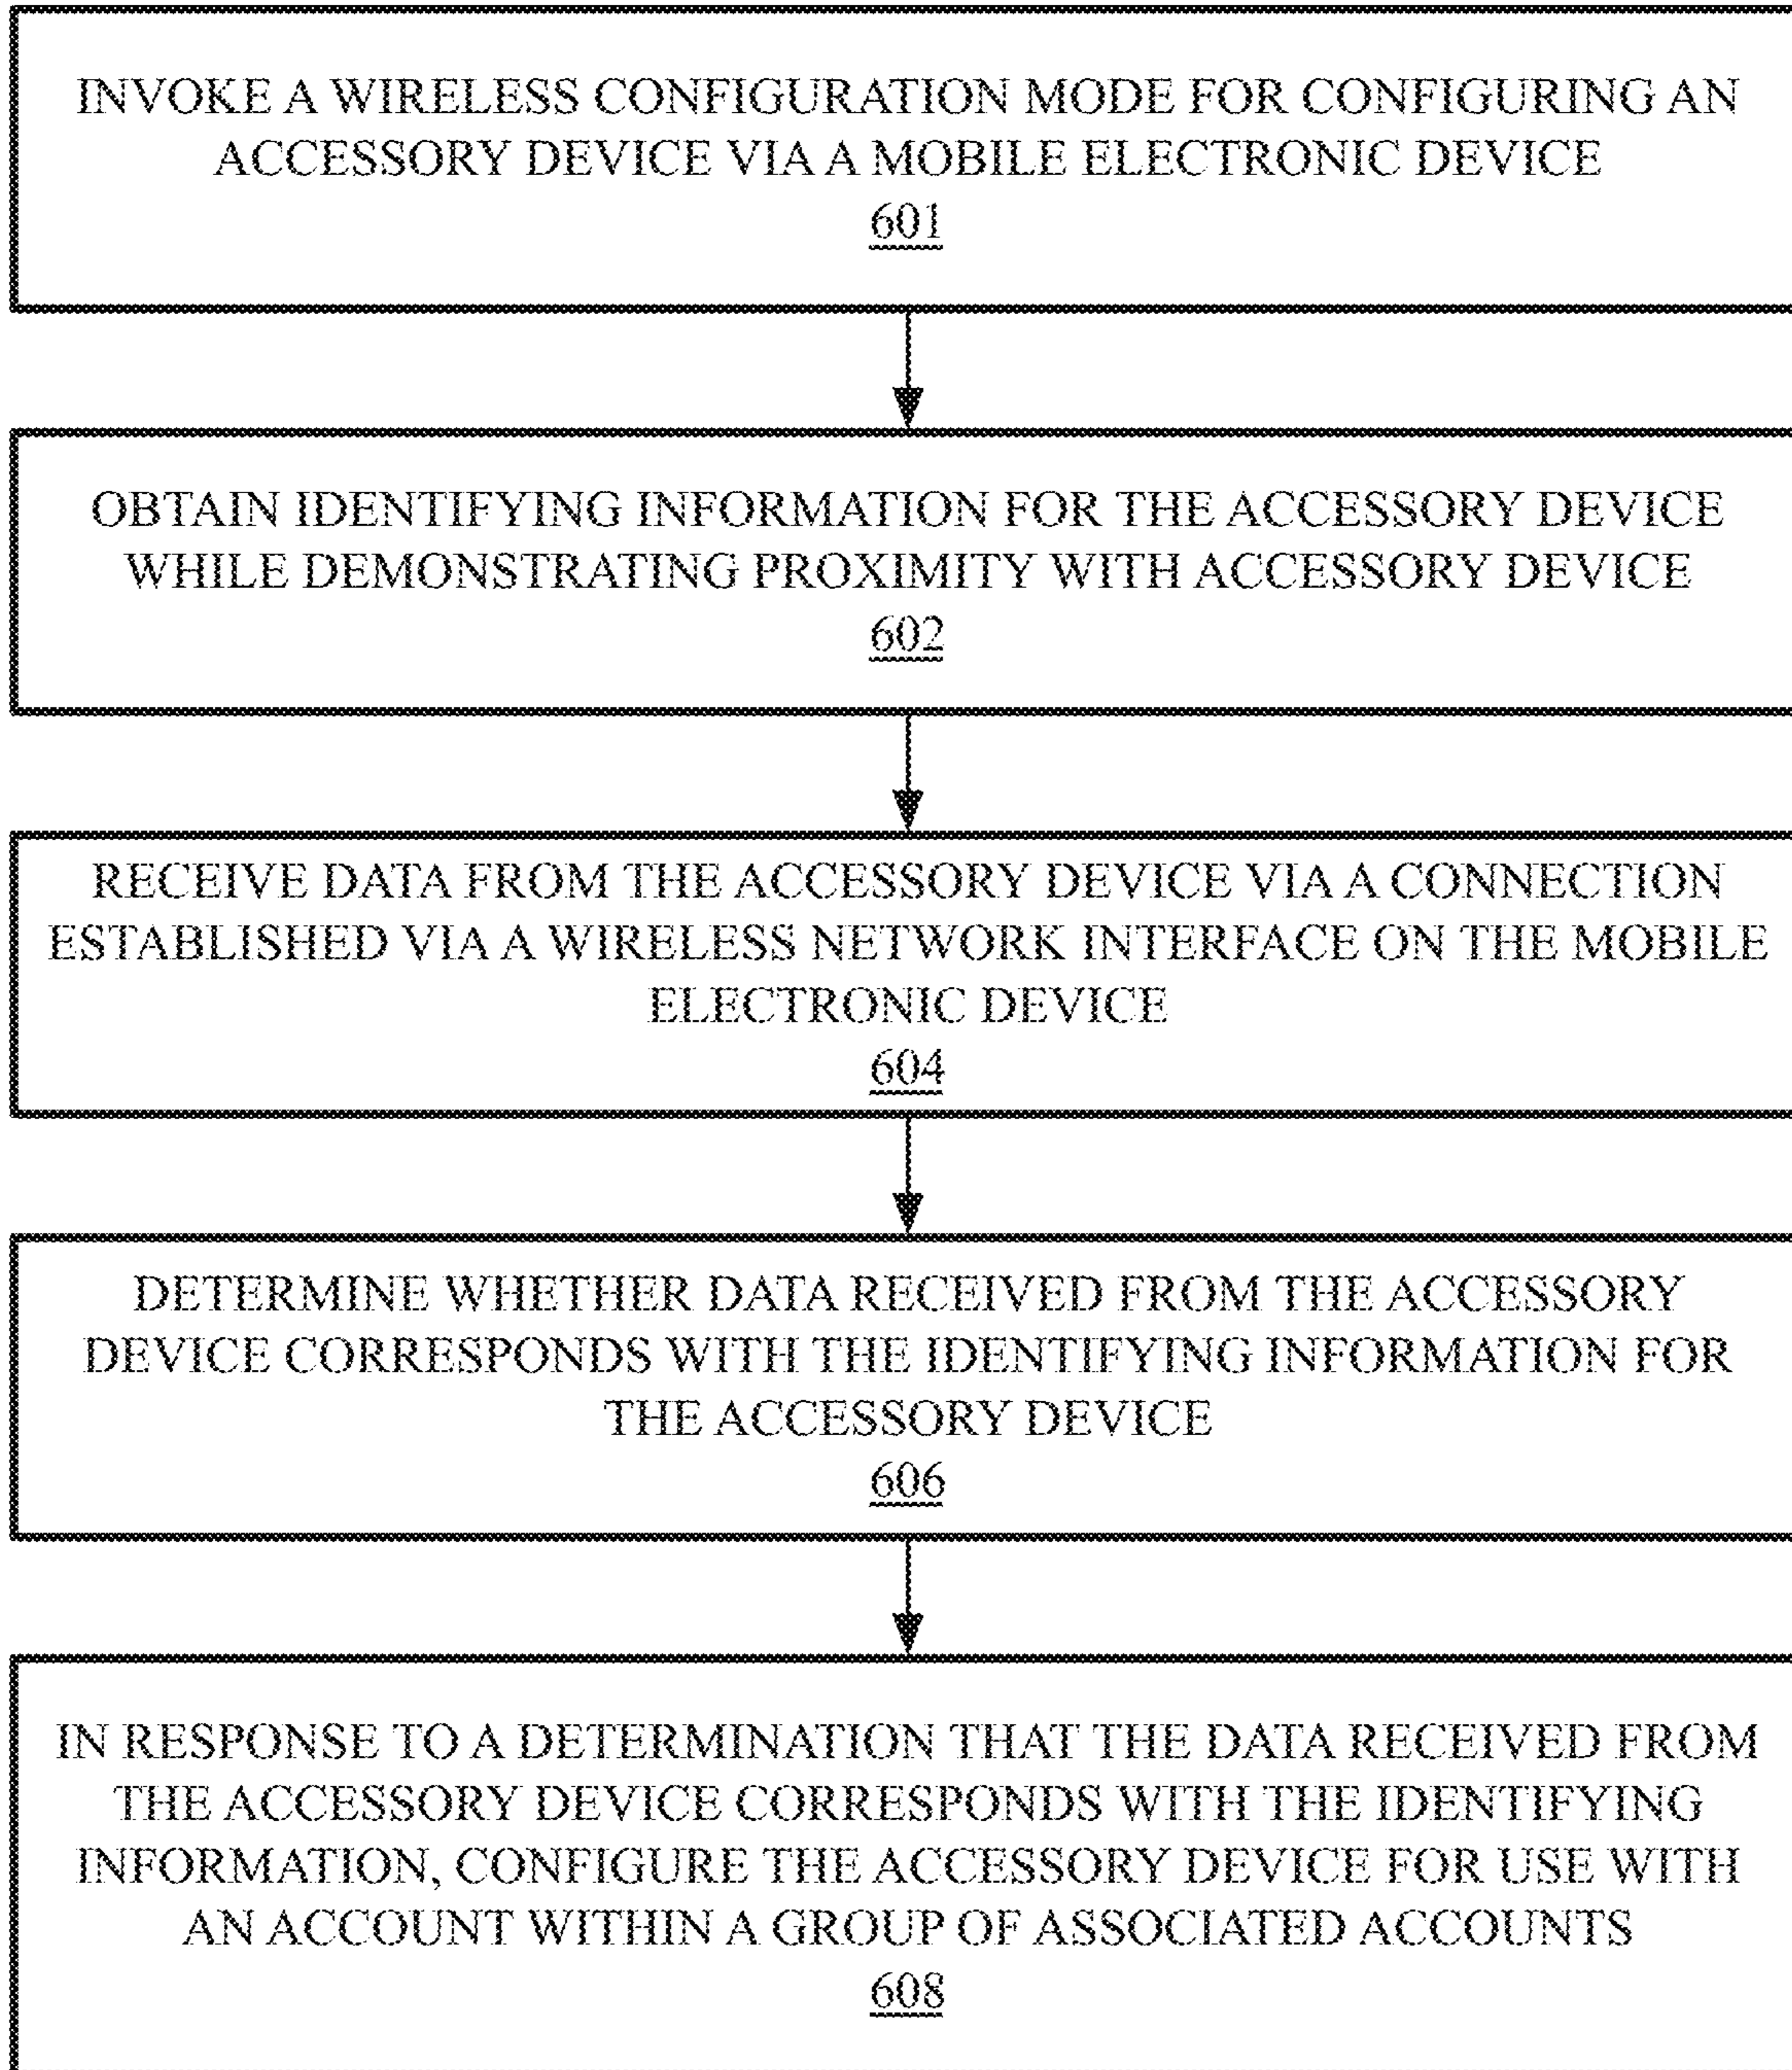 INVOKE A WIRELESS CONFIGURATION MODE FOR CONFIGURING AN
ACCESSORY DEVICE VIA A MOBILE ELECTRONIC DEVICE
601
OBTAIN IDENTIFYING INFORMATION FOR THE ACCESSORY DEVICE
WHILE DEMONSTRATING PROXIMITY WITH ACCESSORY DEVICE
602
RECEIVE DATA FROM THE ACCESSORY DEVICE VIA A CONNECTION
ESTABLISHED VIA A WIRELESS NETWORK INTERFACE ON THE MOBILE
ELECTRONIC DEVICE
604
DETERMINE WHETHER DATA RECEIVED FROM THE ACCESSORY
DEVICE CORRESPONDS WITH THE IDENTIFYING INFORMATION FOR
THE ACCESSORY DEVICE
606
IN RESPONSE TO A DETERMINATION THAT THE DATA RECEIVED FROM
THE ACCESSORY DEVICE CORRESPONDS WITH THE IDENTIFYING
INFORMATION, CONFIGURE THE ACCESSORY DEVICE FOR USE WITH
AN ACCOUNT WITHIN A GROUP OF ASSOCIATED ACCOUNTS
608